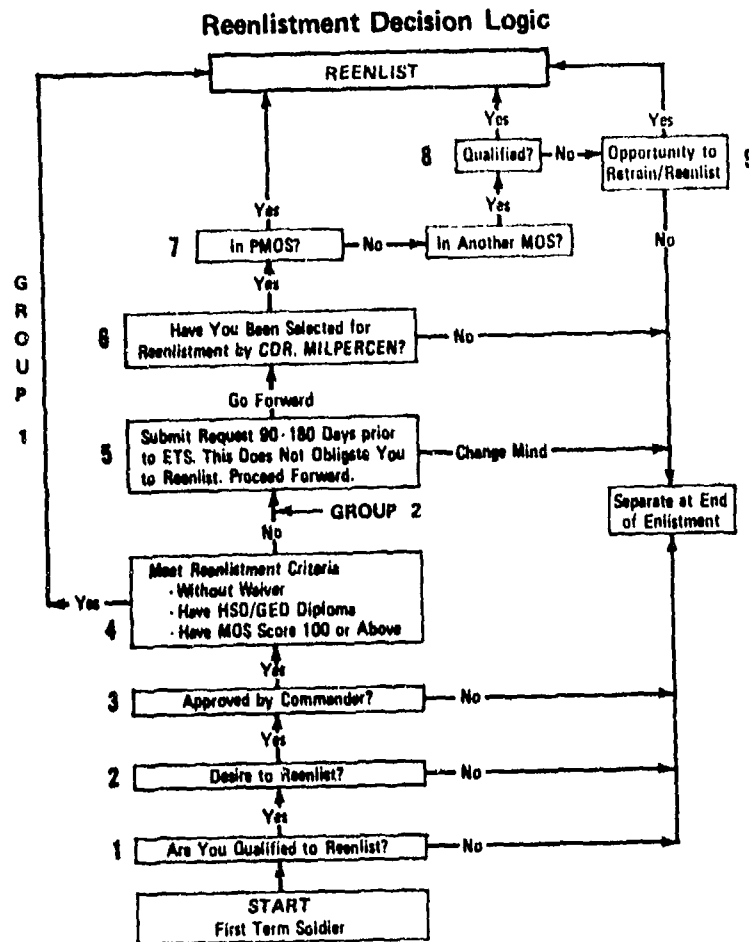 Reenlistment Decision Logic
REENLIST
Yes
Yes
8 Qualified? No Opportunity to
Retrain/Reenlist 9
Yes
Yes
No
7 In PMOS? No In Another MOS?
Yes
GROUP 1
6 Have You Been Selected for
Reenlistment by CDR, MILPERCEN? No
Go Forward
5 Submit Request 90-180 Days prior
to ETS. This Does Not Obligate You
to Reenlist. Proceed Forward.
Change Mind
GROUP 2
Separate at End
of Enlistment
No
Meet Reenlistment Criteria
· Without Waiver
Yes · Have HSD/GED Diploma
4 · Have MOS Score 100 or Above
Yes
3 Approved by Commander? No
Yes
2 Desire to Reenlist? No
Yes
1 Are You Qualified to Reenlist? No
START
First Term Soldier